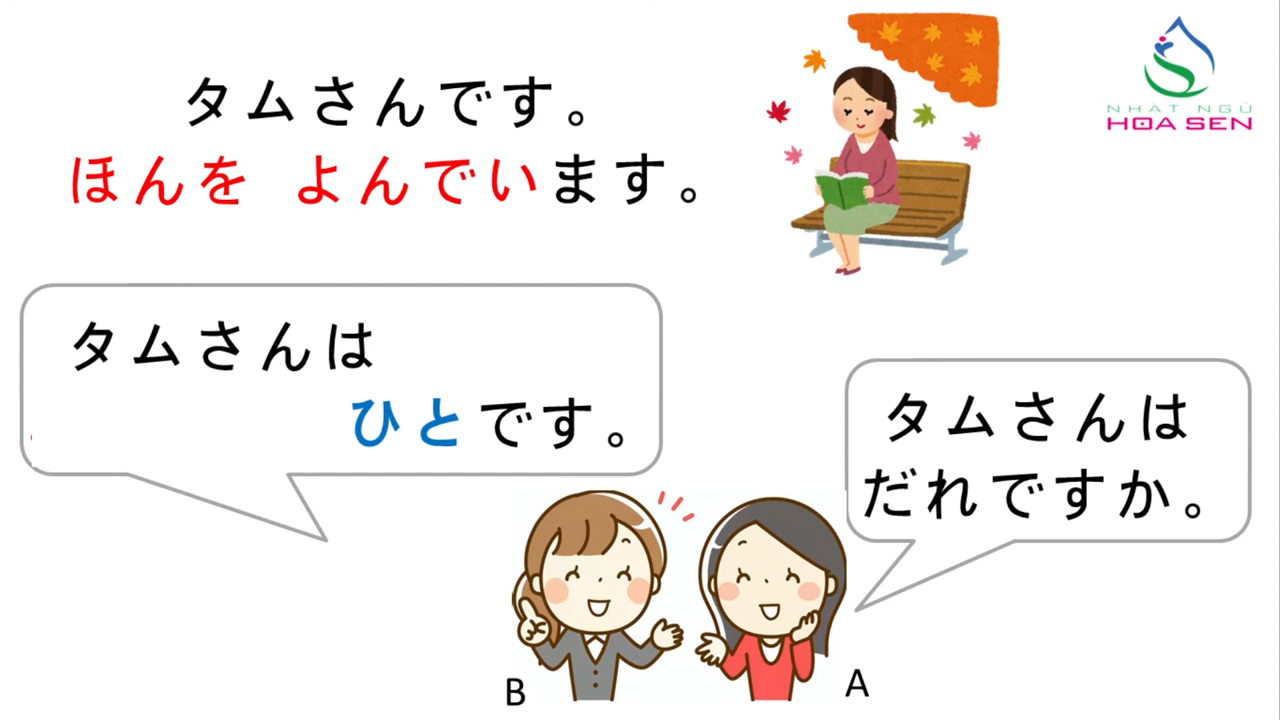 タムさんです。
ほんを よんでいます。
NHẬT NGỮ
HOA SEN
タムさんは
ひとです。
タムさんは
だれですか。
B
A